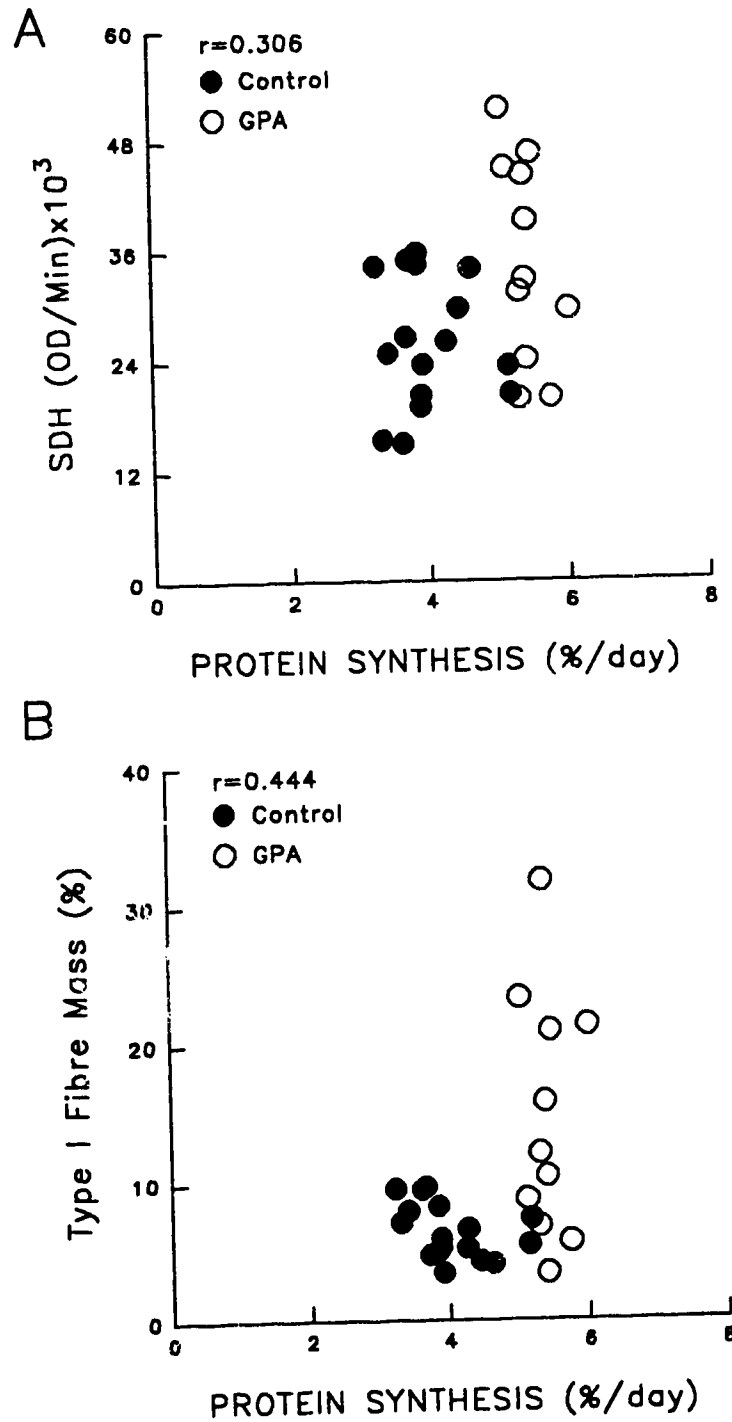 A
60
r=0.306
Control
GPA
48
36
24
12
0
SDH (OD/Min)x10³
0 2 4 6 8
PROTEIN SYNTHESIS (%/day)
B
40
r=0.444
Control
GPA
30
20
10
0
Type I Fibre Mass (%)
0 2 4 6 8
PROTEIN SYNTHESIS (%/day)